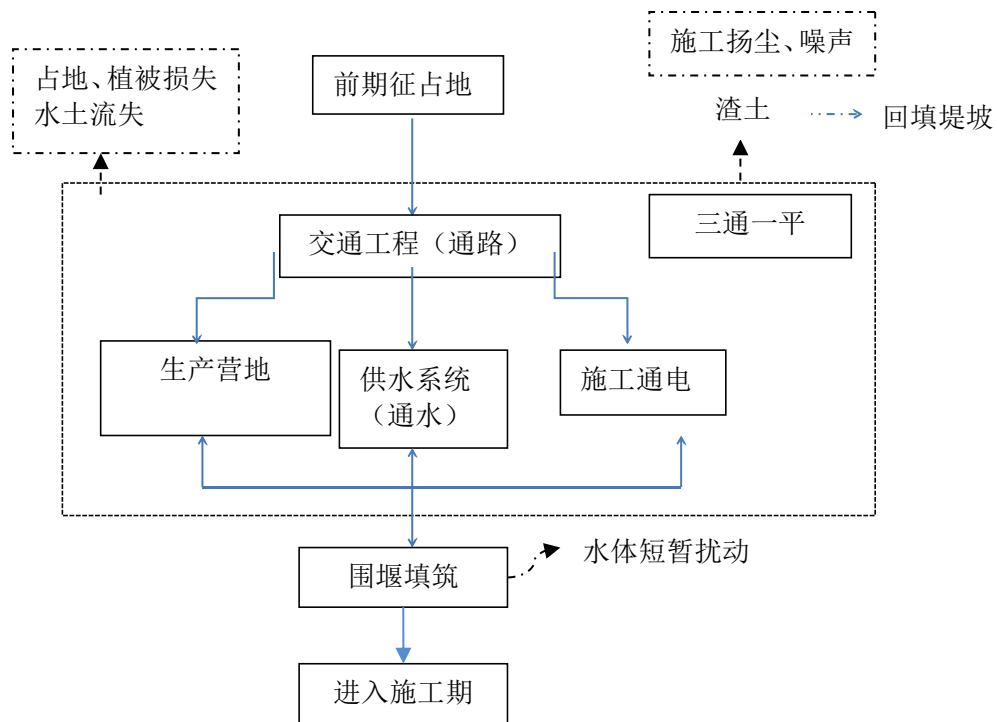 施工扬尘、噪声
占地、植被损失
水土流失
前期征占地
渣土
回填堤坡
三通一平
交通工程（通路）
生产营地
供水系统
（通水）
施工通电
水体短暂扰动
围堰填筑
进入施工期